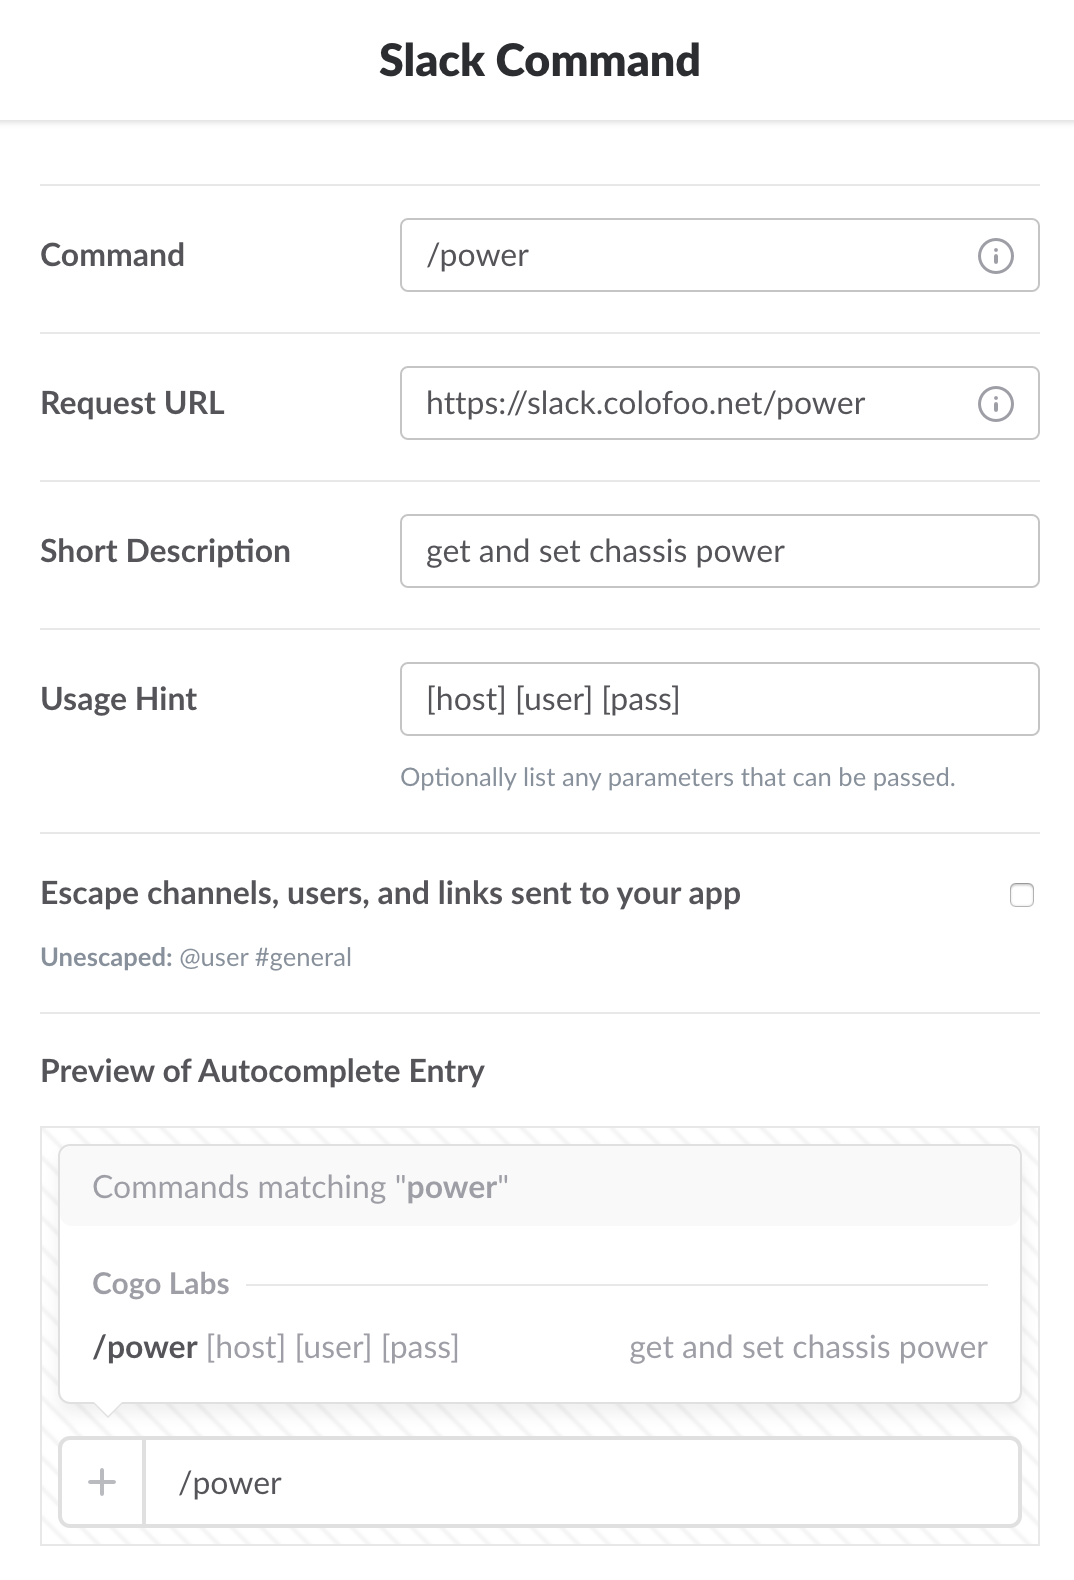 Slack Command
Command
/power
Request URL
https://slack.colofoo.net/power
Short Description
get and set chassis power
Usage Hint
[host] [user] [pass]
Optionally list any parameters that can be passed.
Escape channels, users, and links sent to your app
Unescaped: @user #general
Preview of Autocomplete Entry
Commands matching "power"
Cogo Labs
/power [host] [user] [pass] get and set chassis power
+ /power